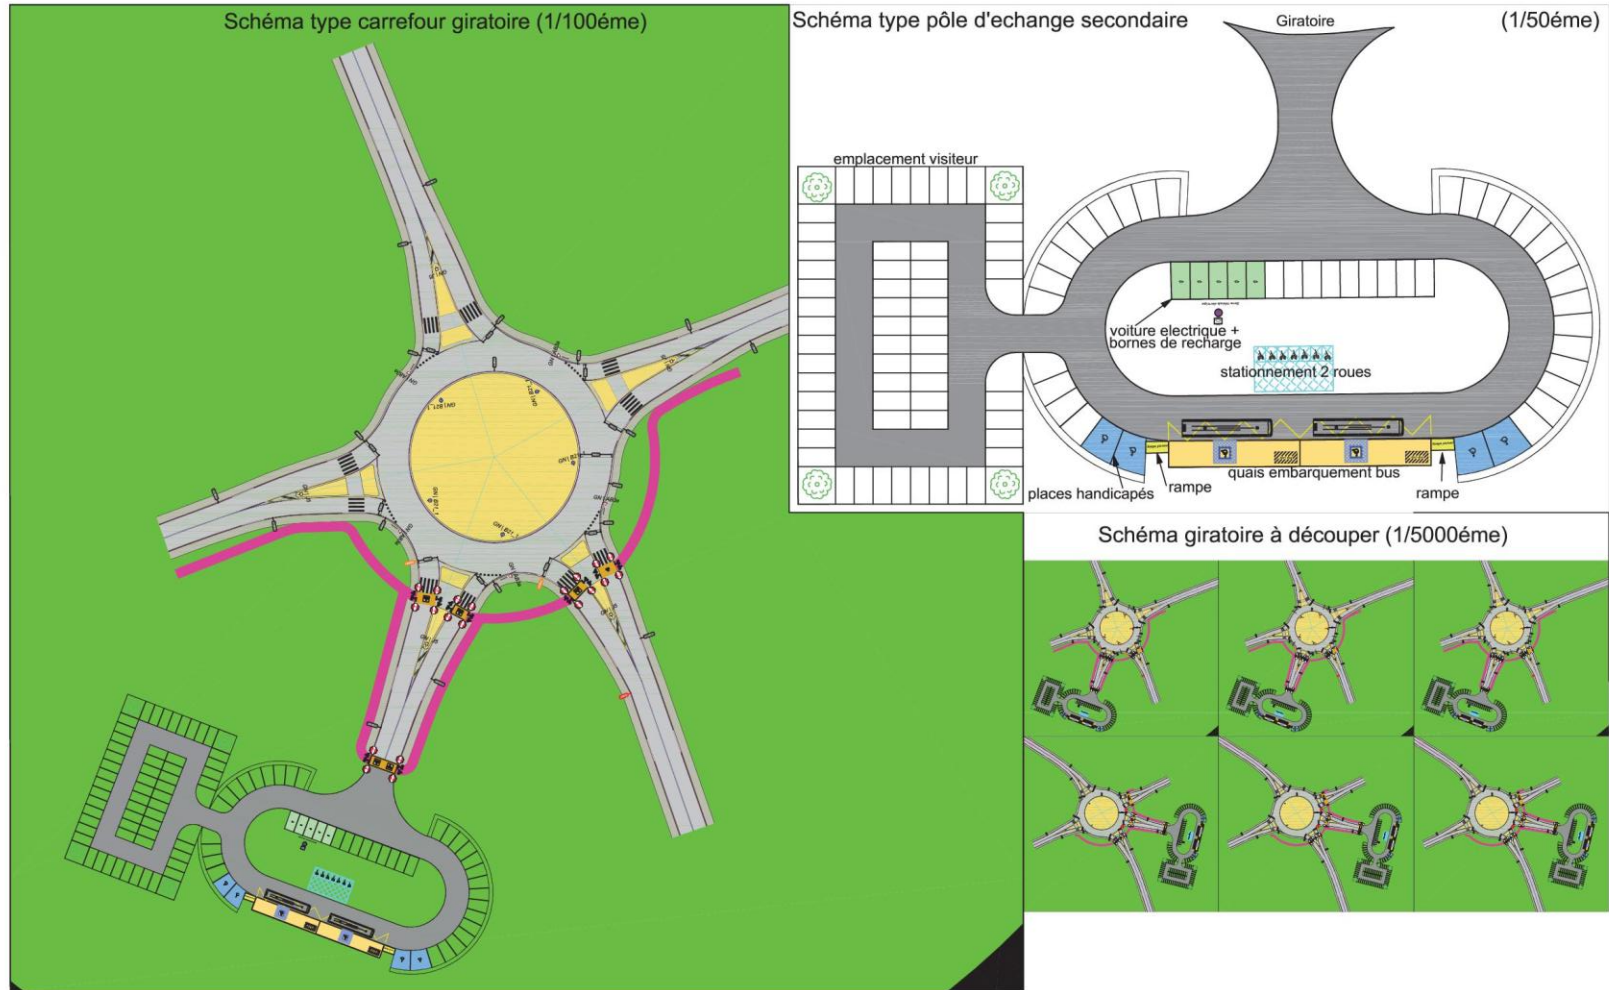 Schéma type carrefour giratoire (1/100éme)
Schéma type pôle d'echange secondaire
(1/50éme)
Giratoire
emplacement visiteur
voiture electrique +
bornes de recharge
stationnement 2 roues
quais embarquement bus
places handicapés
rampe
rampe
Schéma giratoire à découper (1/5000éme)